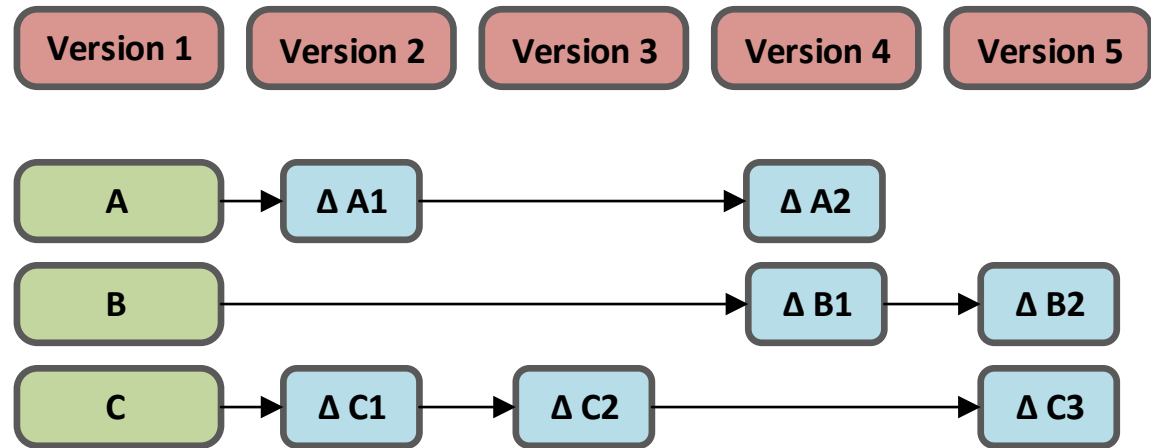 Version 1 Version 2 Version 3 Version 4 Version 5
A Δ A1 Δ A2
B Δ B1 Δ B2
C Δ C1 Δ C2 Δ C3